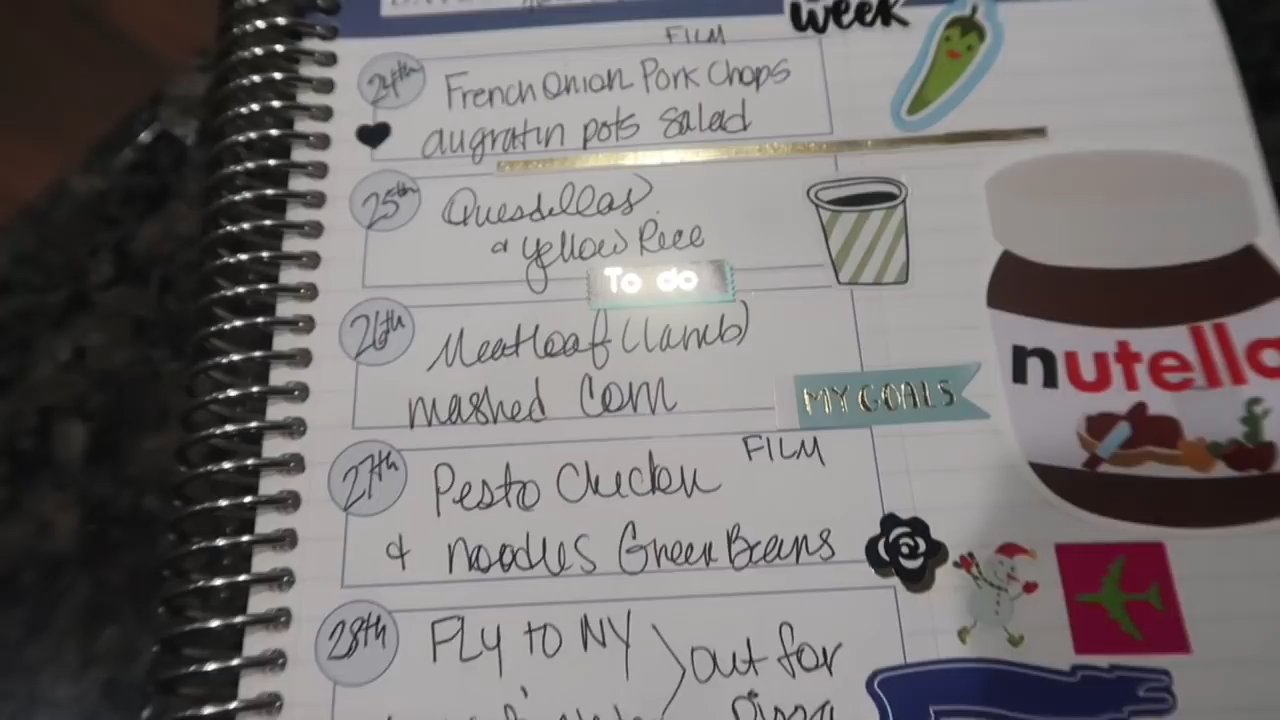 week
FILM
24th French Onion Pork Chops
augratin pots salad
25th Quesdillas
& yellow Rice
To do
26th Meatloaf (lamb)
mashed Corn
MY GOALS
nutella
FILM
27th Pesto Chicken
& noodles Green Beans
28th FLY to NY
out for